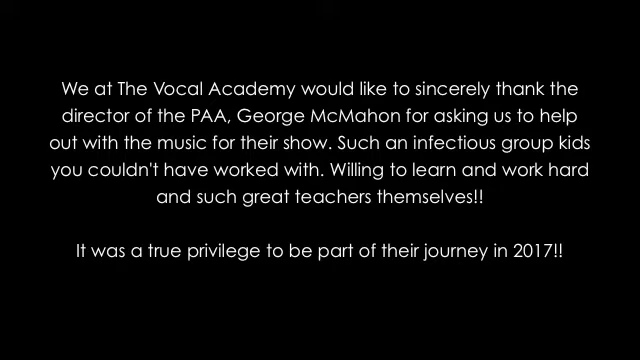 We at The Vocal Academy would like to sincerely thank the
director of the PAA, George McMahon for asking us to help
out with the music for their show. Such an infectious group kids
you couldn't have worked with. Willing to learn and work hard
and such great teachers themselves!!
It was a true privilege to be part of their journey in 2017!!